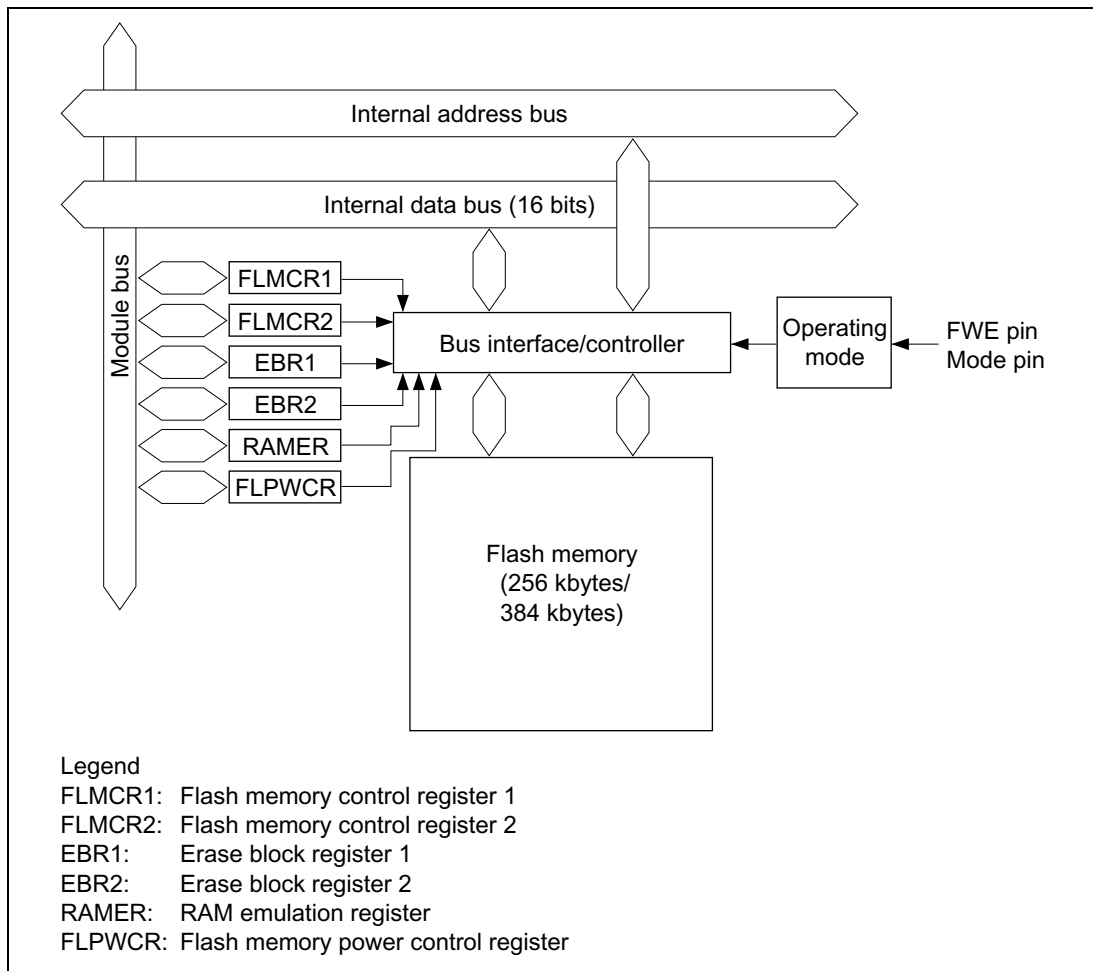 Internal address bus
Internal data bus (16 bits)
Module bus
FLMCR1
FLMCR2
EBR1
EBR2
RAMER
FLPWCR
Bus interface/controller
Operating
mode
FWE pin
Mode pin
Flash memory
(256 kbytes/
384 kbytes)
Legend
FLMCR1: Flash memory control register 1
FLMCR2: Flash memory control register 2
EBR1: Erase block register 1
EBR2: Erase block register 2
RAMER: RAM emulation register
FLPWCR: Flash memory power control register